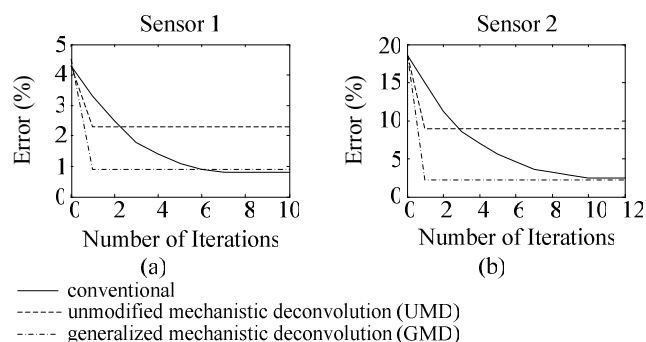 Sensor 1
Sensor 2
5
4
3
2
1
0
Error (%)
0 2 4 6 8 10
Number of Iterations
(a)
20
15
10
5
0
Error (%)
0 2 4 6 8 10 12
Number of Iterations
(b)
conventional
unmodified mechanistic deconvolution (UMD)
generalized mechanistic deconvolution (GMD)